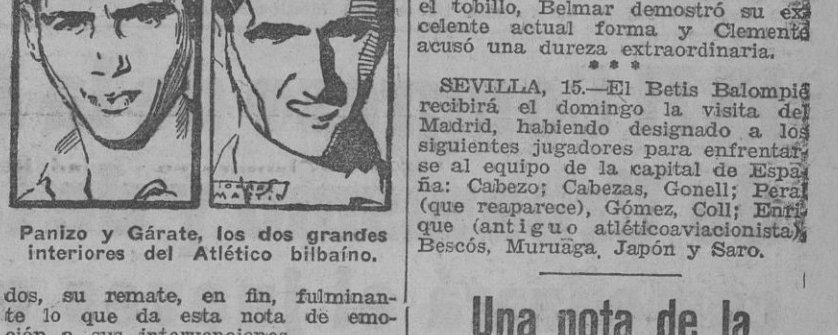 Panizo y Gárate, los dos grandes
interiores del Atlético bilbaíno.
dos, su remate, en fin, fulminan-
te lo que da esta nota de emo-
el tobillo, Belmar demostró su ex
celente actual forma y Clemente
acusó una dureza extraordinaria.
* * *
SEVILLA, 15.—El Betis Balompié
recibirá el domingo la visita del
Madrid, habiendo designado a los
siguientes jugadores para enfrentar-
se al equipo de la capital de Espa
ña: Cabezo; Cabezas, Gonell; Peral
(que reaparece), Gómez, Coll; Enri-
que (antiguo atléticoaviacionista)
Bescós, Muruaga, Japón y Saro.
Una nota de la